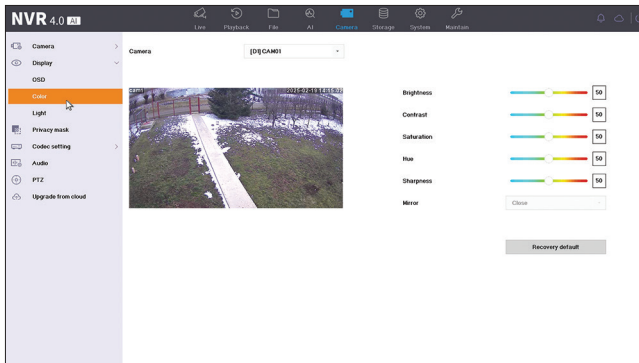 NVR 4.0 AI
Live Playback File AI Camera Storage System Maintain
Camera
Display
OSD
Color
Light
Privacy mask
Codec setting
Audio
PTZ
Upgrade from cloud
Camera [D1] CAM01
cam1
Brightness 50
Contrast 50
Saturation 50
Hue 50
Sharpness 50
Mirror Close
Recovery default